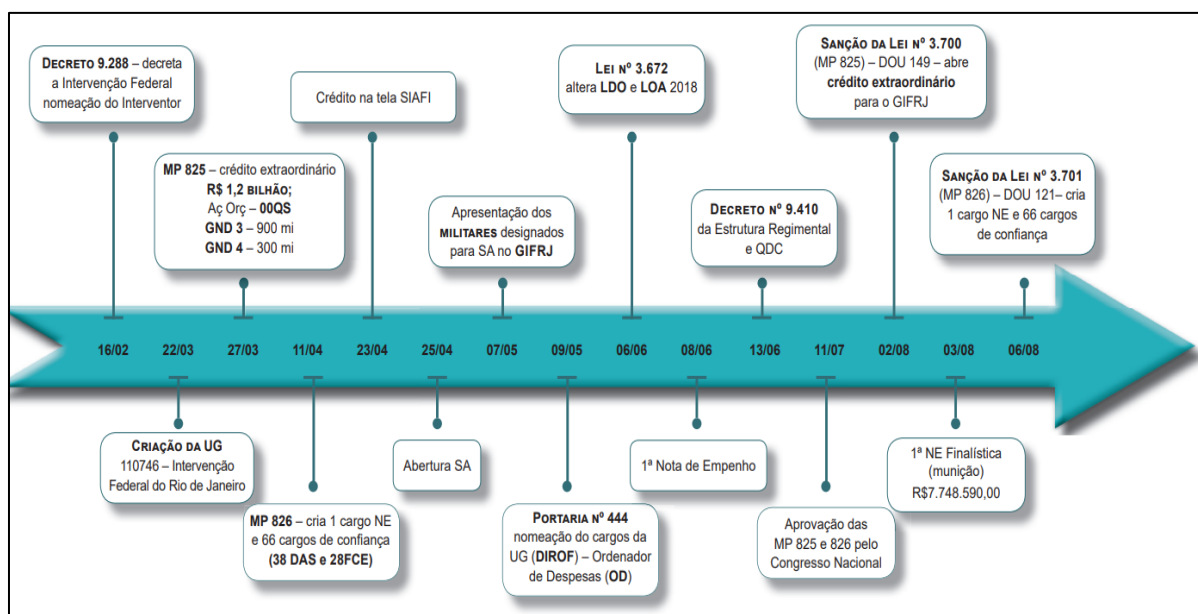 DECRETO 9.288 – decreta
a Intervenção Federal
nomeação do Interventor
MP 825 – crédito extraordinário
R$ 1,2 BILHÃO;
Aç Orç – 00QS
GND 3 – 900 mi
GND 4 – 300 mi
Crédito na tela SIAFI
Apresentação dos
MILITARES designados
para SA no GIFRJ
LEI Nº 3.672
altera LDO e LOA 2018
DECRETO Nº 9.410
da Estrutura Regimental
e QDC
SANÇÃO DA LEI Nº 3.700
(MP 825) – DOU 149 – abre
crédito extraordinário
para o GIFRJ
SANÇÃO DA LEI Nº 3.701
(MP 826) – DOU 121– cria
1 cargo NE e 66 cargos
de confiança
16/02 22/03 27/03 11/04 23/04 25/04 07/05 09/05 06/06 08/06 13/06 11/07 02/08 03/08 06/08
CRIAÇÃO DA UG
110746 – Intervenção
Federal do Rio de Janeiro
MP 826 – cria 1 cargo NE
e 66 cargos de confiança
(38 DAS e 28FCE)
Abertura SA
PORTARIA Nº 444
nomeação do cargos da
UG (DIROF) – Ordenador
de Despesas (OD)
1ª Nota de Empenho
Aprovação das
MP 825 e 826 pelo
Congresso Nacional
1ª NE Finalística
(munição)
R$7.748.590,00